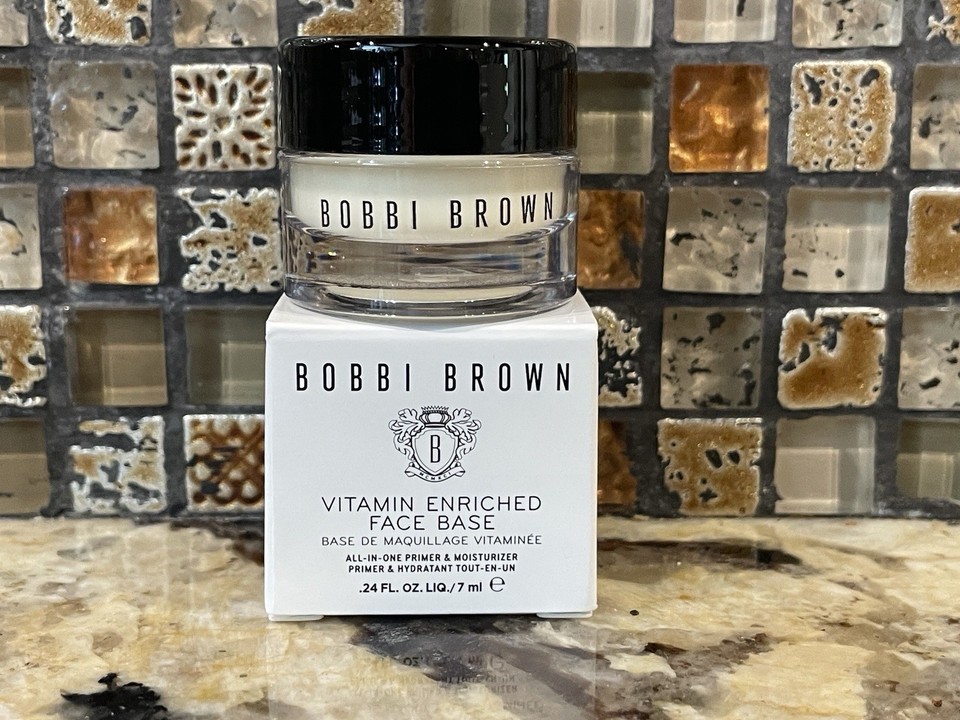 BOBBI BROWN
BOBBI BROWN
B
VITAMIN ENRICHED
FACE BASE
BASE DE MAQUILLAGE VITAMINÉE
ALL-IN-ONE PRIMER & MOISTURIZER
PRIMER & HYDRATANT TOUT-EN-UN
.24 FL. OZ. LIQ./7 ml ℮